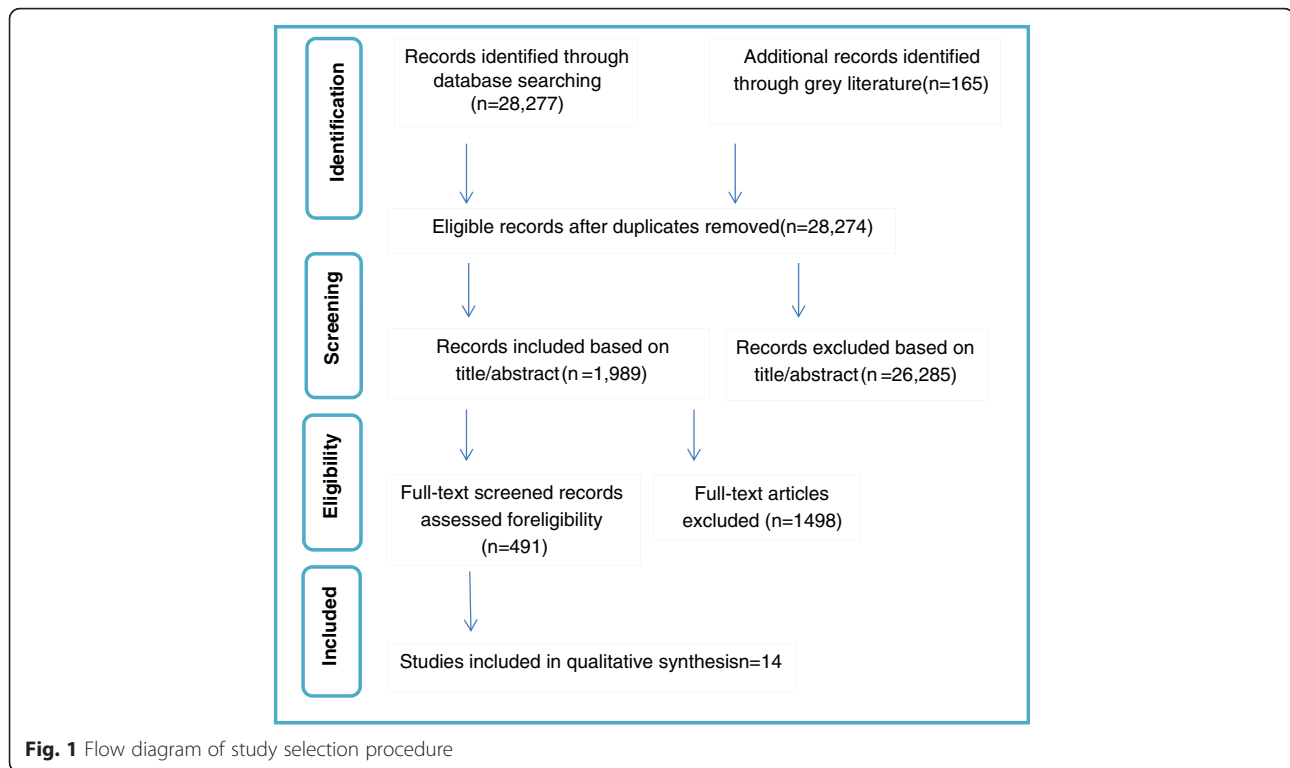 Identification
Records identified through
database searching
(n=28,277)
Additional records identified
through grey literature(n=165)
Eligible records after duplicates removed(n=28,274)
Screening
Records included based on
title/abstract(n=1,989)
Records excluded based on
title/abstract(n=26,285)
Eligibility
Full-text screened records
assessed foreligibility
(n=491)
Full-text articles
excluded (n=1498)
Included
Studies included in qualitative synthesisn=14
Fig. 1 Flow diagram of study selection procedure